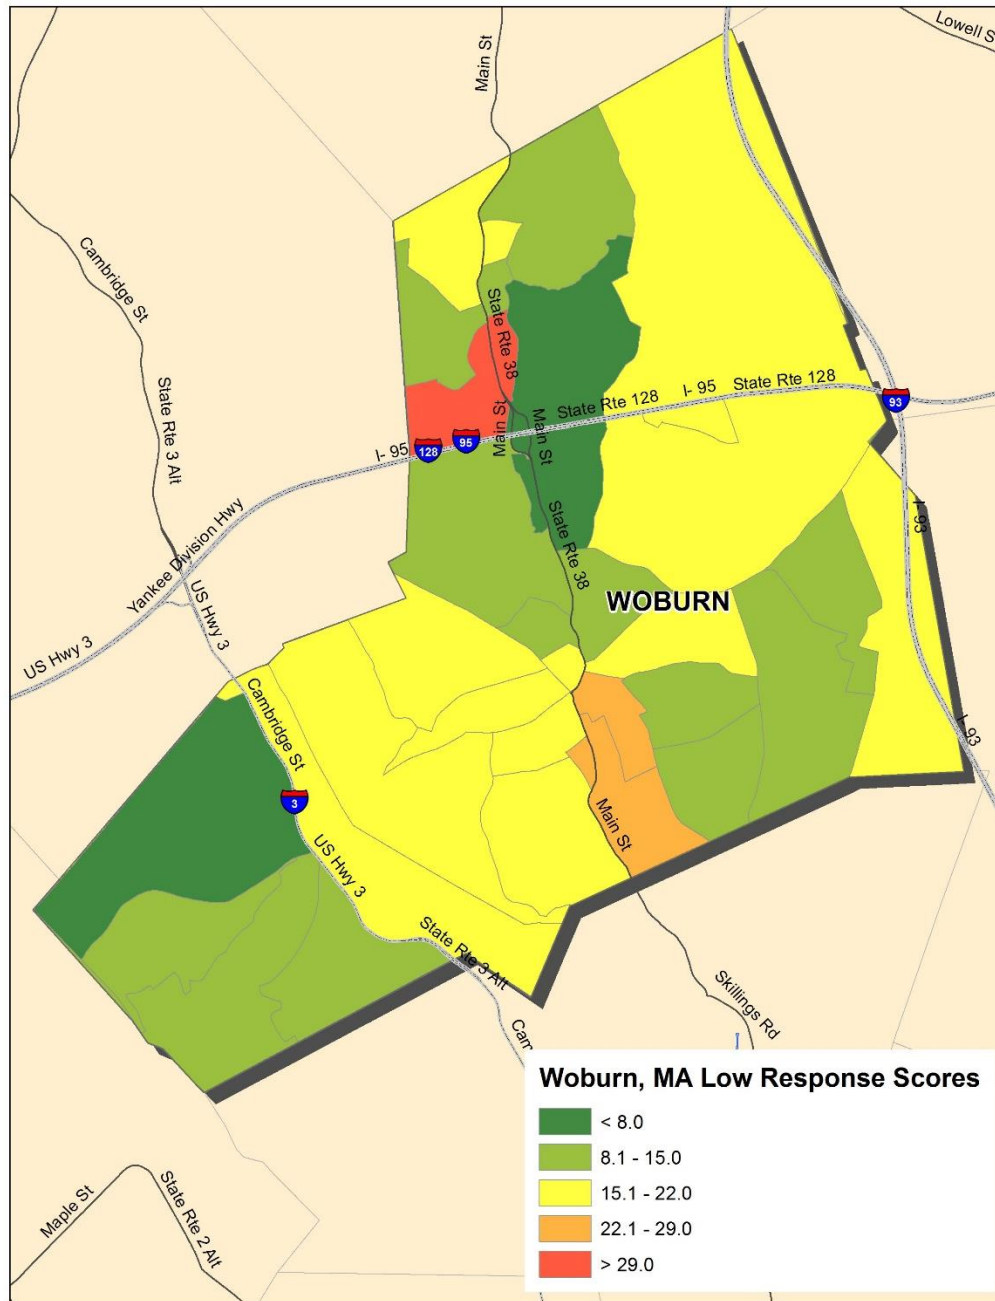 Lowell S
Main St
Cambridge St
State Rte 38
State Rte 3 Alt
I- 95
State Rte 128
State Rte 128
93
Main St
Main St
95
128
I- 95
I- 93
Yankee Division Hwy
State Rte 38
US Hwy 3
WOBURN
US Hwy 3
Cambridge St
I- 93
3
Main St
US Hwy 3
State Rte 3 Alt
Skillings Rd
Cam
Woburn, MA Low Response Scores
< 8.0
8.1 - 15.0
15.1 - 22.0
22.1 - 29.0
> 29.0
Maple St
State Rte 2 Alt